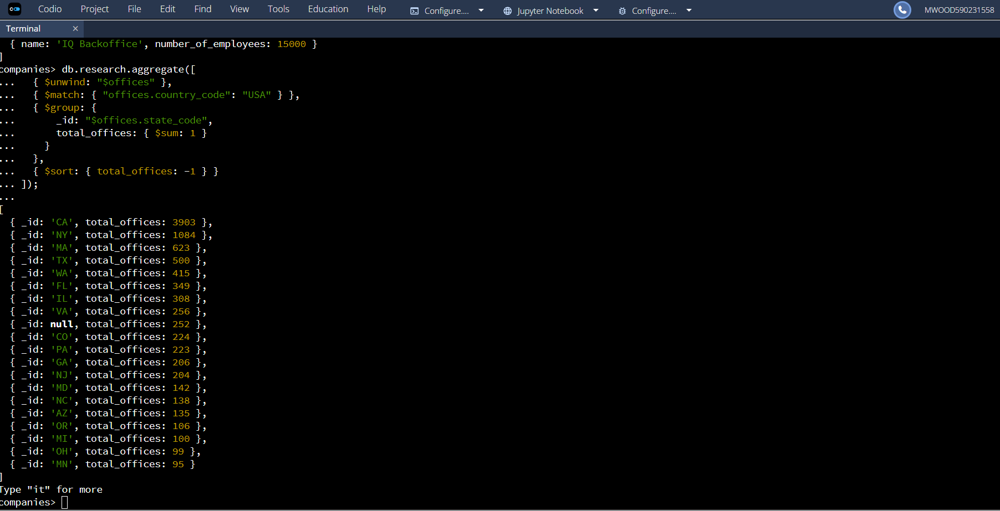 Codio Project File Edit Find View Tools Education Help Configure.... Jupyter Notebook Configure.... MWOOD590231558
Terminal ×
  { name: 'IQ Backoffice', number_of_employees: 15000 }
]
companies> db.research.aggregate([
...   { $unwind: "$offices" },
...   { $match: { "offices.country_code": "USA" } },
...   { $group: {
...       _id: "$offices.state_code",
...       total_offices: { $sum: 1 }
...     }
...   },
...   { $sort: { total_offices: -1 } }
... ]);
...
[
  { _id: 'CA', total_offices: 3903 },
  { _id: 'NY', total_offices: 1084 },
  { _id: 'MA', total_offices: 623 },
  { _id: 'TX', total_offices: 500 },
  { _id: 'WA', total_offices: 415 },
  { _id: 'FL', total_offices: 349 },
  { _id: 'IL', total_offices: 308 },
  { _id: 'VA', total_offices: 256 },
  { _id: null, total_offices: 252 },
  { _id: 'CO', total_offices: 224 },
  { _id: 'PA', total_offices: 223 },
  { _id: 'GA', total_offices: 206 },
  { _id: 'NJ', total_offices: 204 },
  { _id: 'MD', total_offices: 142 },
  { _id: 'NC', total_offices: 138 },
  { _id: 'AZ', total_offices: 135 },
  { _id: 'OR', total_offices: 106 },
  { _id: 'MI', total_offices: 100 },
  { _id: 'OH', total_offices: 99 },
  { _id: 'MN', total_offices: 95 }
]
Type "it" for more
companies>